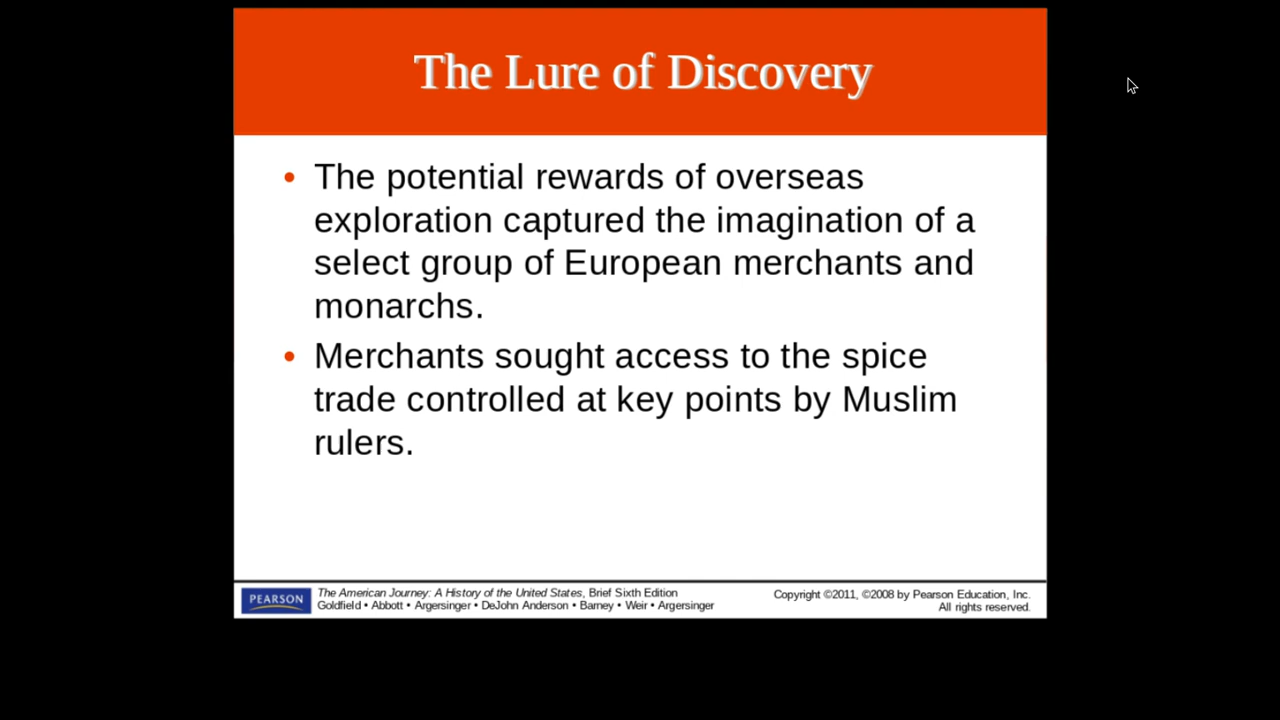 The Lure of Discovery
• The potential rewards of overseas
exploration captured the imagination of a
select group of European merchants and
monarchs.
• Merchants sought access to the spice
trade controlled at key points by Muslim
rulers.
PEARSON
The American Journey: A History of the United States, Brief Sixth Edition
Goldfield • Abbott • Argersinger • DeJohn Anderson • Barney • Weir • Argersinger
Copyright ©2011, ©2008 by Pearson Education, Inc.
All rights reserved.